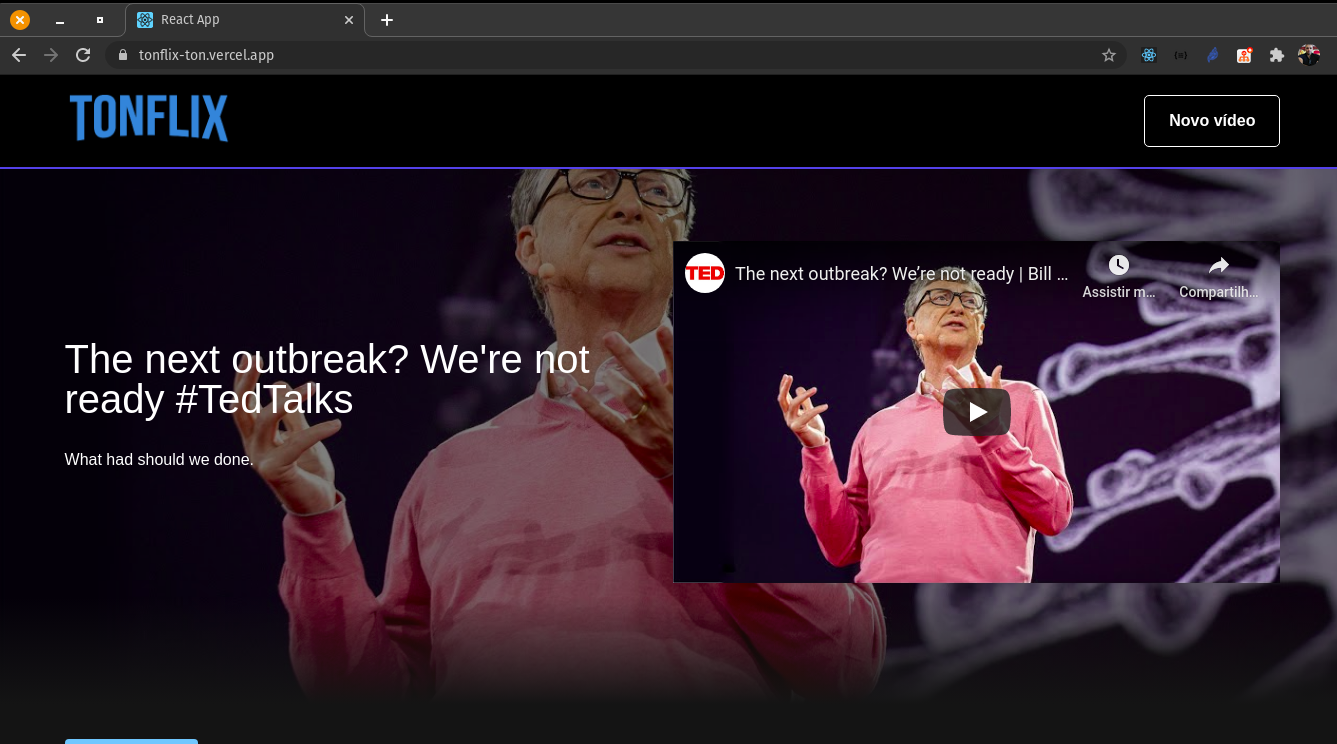 React App
tonflix-ton.vercel.app
TONFLIX
Novo vídeo
TED
The next outbreak? We’re not ready | Bill ...
Assistir m...
Compartilh...
The next outbreak? We're not
ready #TedTalks
What had should we done.